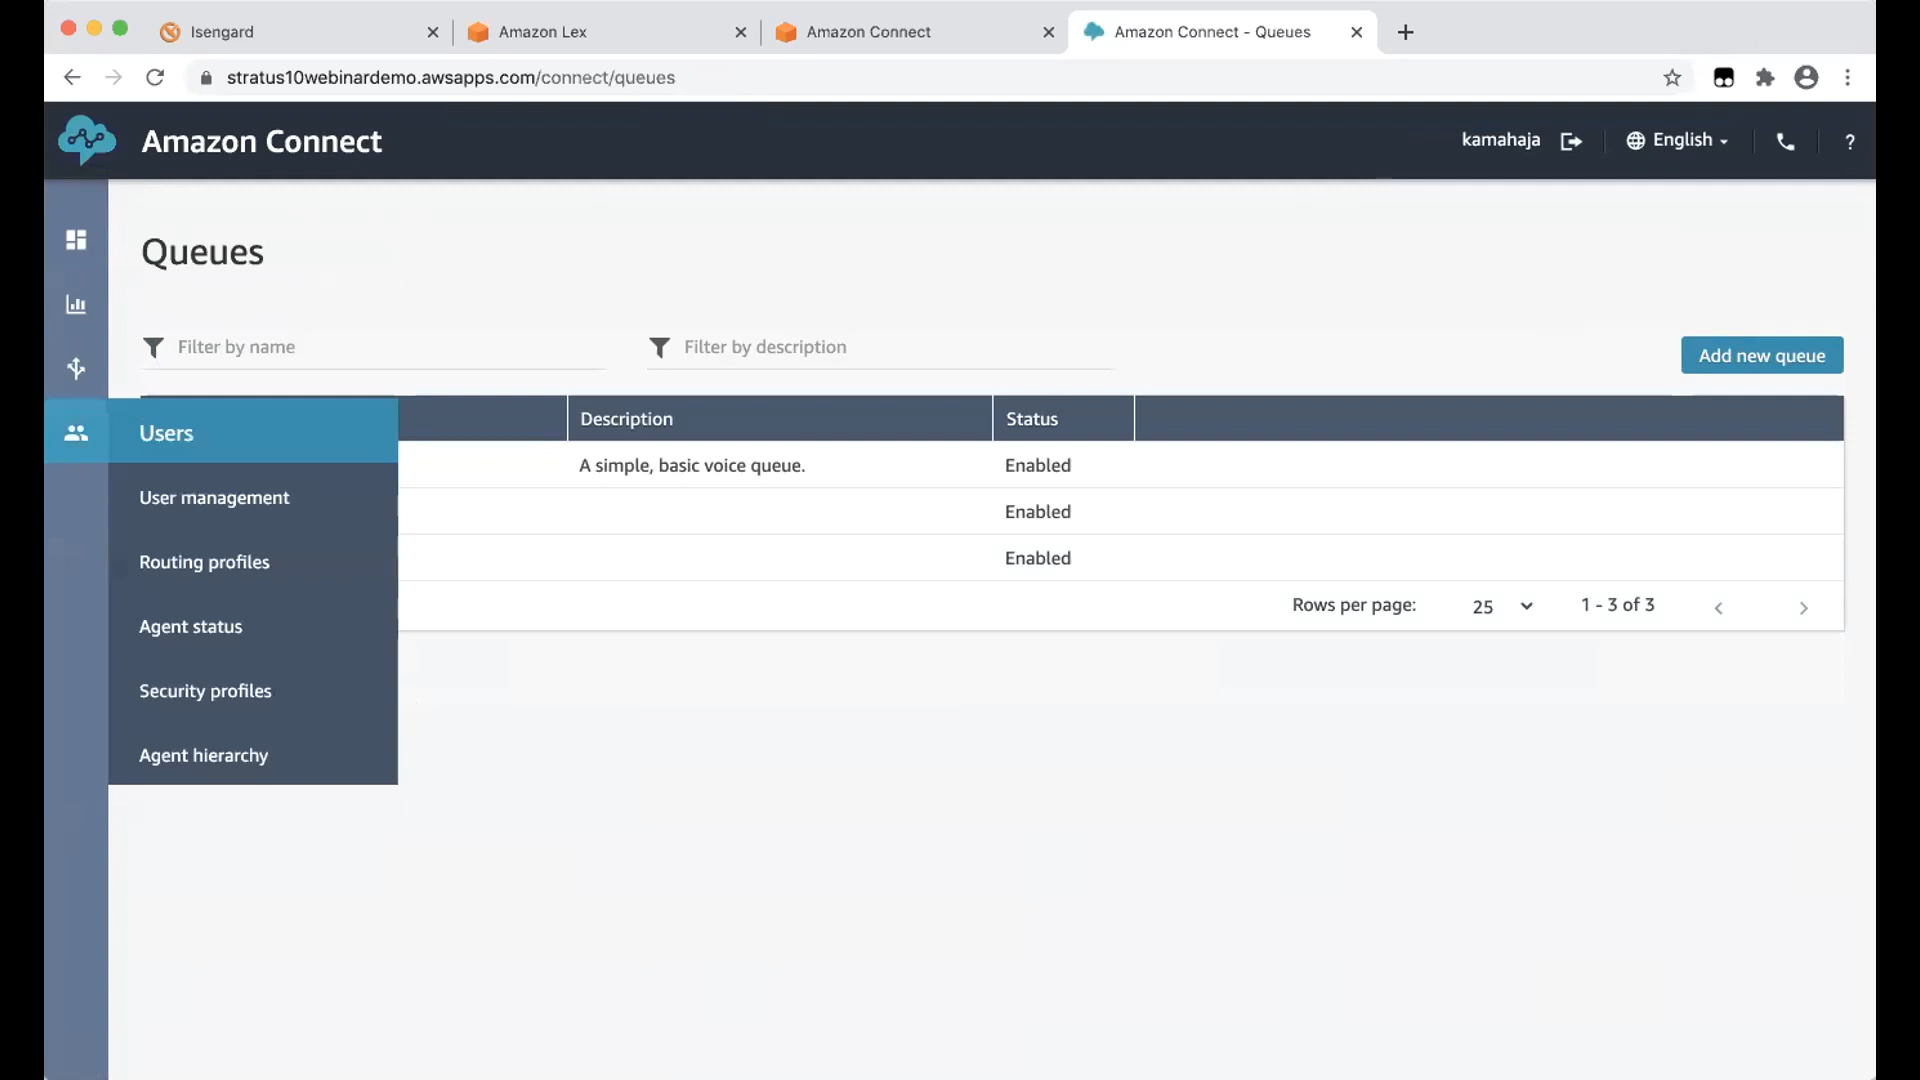 Isengard
Amazon Lex
Amazon Connect
Amazon Connect - Queues
stratus10webinardemo.awsapps.com/connect/queues
Amazon Connect
kamahaja
English
?
Queues
Filter by name
Filter by description
Add new queue
Users
Description
Status
A simple, basic voice queue.
Enabled
User management
Enabled
Routing profiles
Enabled
Rows per page:
25
1 - 3 of 3
Agent status
Security profiles
Agent hierarchy